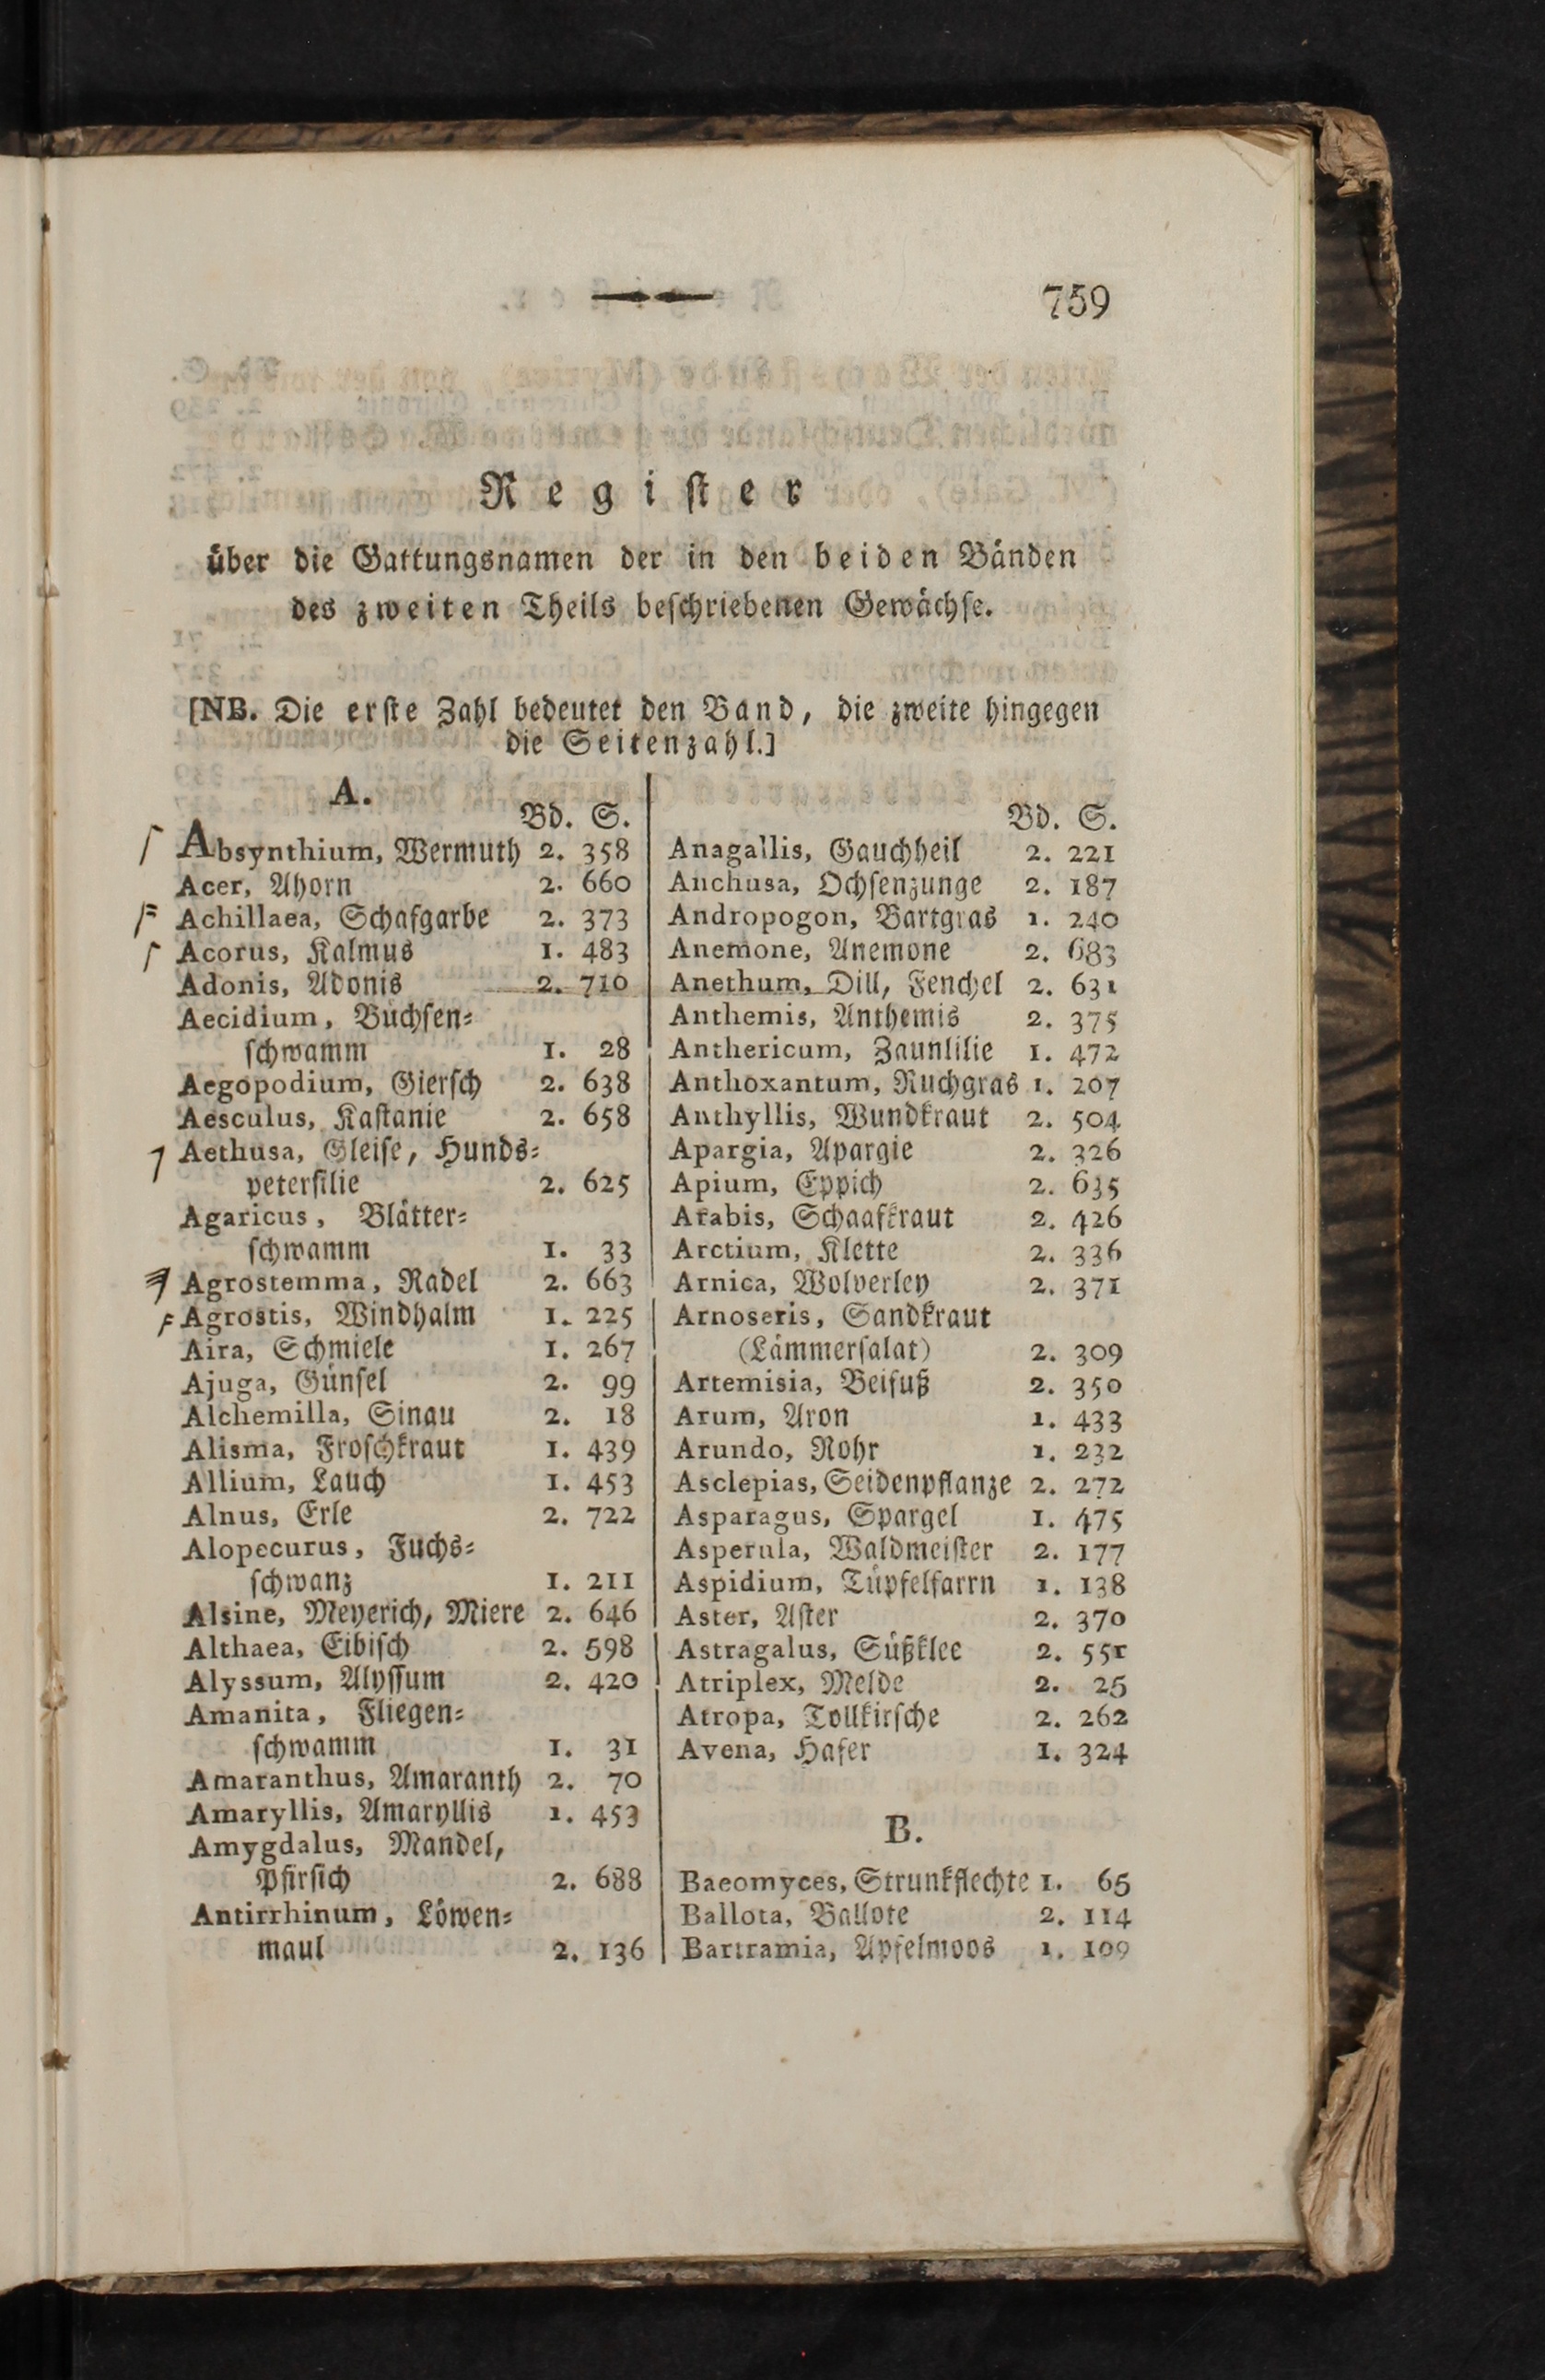 759
Regiſter
über die Gattungsnamen der in den beiden Bänden
des zweiten Theils beſchriebenen Gewächſe.
[NB. Die erſte Zahl bedeutet den Band, die zweite hingegen
die Seitenzahl.]
A.
Bd. S.
Absynthium, Wermuth 2. 358
Acer, Ahorn 2. 660
Achillaea, Schafgarbe 2. 373
Acorus, Kalmus 1. 483
Adonis, Adonis 2. 710
Aecidium, Büchſen⸗
ſchwamm 1. 28
Aegopodium, Gierſch 2. 638
Aesculus, Kaſtanie 2. 658
Aethusa, Gleiſe, Hunds⸗
peterſilie 2. 625
Agaricus, Blätter⸗
ſchwamm 1. 33
Agrostemma, Radel 2. 663
Agrostis, Windhalm 1. 225
Aira, Schmiele 1. 267
Ajuga, Günſel 2. 99
Alchemilla, Sinau 2. 18
Alisma, Froſchkraut 1. 439
Allium, Lauch 1. 453
Alnus, Erle 2. 722
Alopecurus, Fuchs⸗
ſchwanz 1. 211
Alsine, Meyerich, Miere 2. 646
Althaea, Eibiſch 2. 598
Alyssum, Alyſſum 2. 420
Amanita, Fliegen⸗
ſchwamm 1. 31
Amaranthus, Amaranth 2. 70
Amaryllis, Amaryllis 1. 453
Amygdalus, Mandel,
Pfirſich 2. 688
Antirrhinum, Löwen⸗
maul 2. 136
Bd. S.
Anagallis, Gauchheil 2. 221
Anchusa, Ochſenzunge 2. 187
Andropogon, Bartgras 1. 240
Anemone, Anemone 2. 683
Anethum, Dill, Fenchel 2. 631
Anthemis, Anthemis 2. 375
Anthericum, Zaunlilie 1. 472
Anthoxantum, Ruchgras 1. 207
Anthyllis, Wundkraut 2. 504
Apargia, Apargie 2. 326
Apium, Eppich 2. 635
Arabis, Schaafkraut 2. 426
Arctium, Klette 2. 336
Arnica, Wolverley 2. 371
Arnoseris, Sandkraut
(Lämmerſalat) 2. 309
Artemisia, Beifuß 2. 350
Arum, Aron 1. 433
Arundo, Rohr 1. 232
Asclepias, Seidenpflanze 2. 272
Asparagus, Spargel 1. 475
Asperula, Waldmeiſter 2. 177
Aspidium, Tüpfelfarrn 1. 138
Aster, Aſter 2. 370
Astragalus, Süßklee 2. 551
Atriplex, Melde 2. 25
Atropa, Tollkirſche 2. 262
Avena, Hafer 1. 324
B.
Baeomyces, Strunkflechte 1. 65
Ballota, Ballote 2. 114
Bartramia, Apfelmoos 1. 109